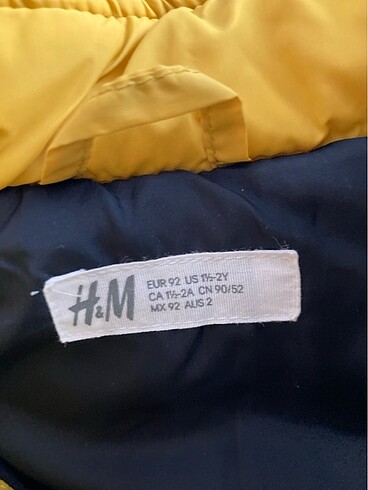 H&M
EUR 92 US 1½-2Y
CA 1½-2A CN 90/52
MX 92 AUS 2